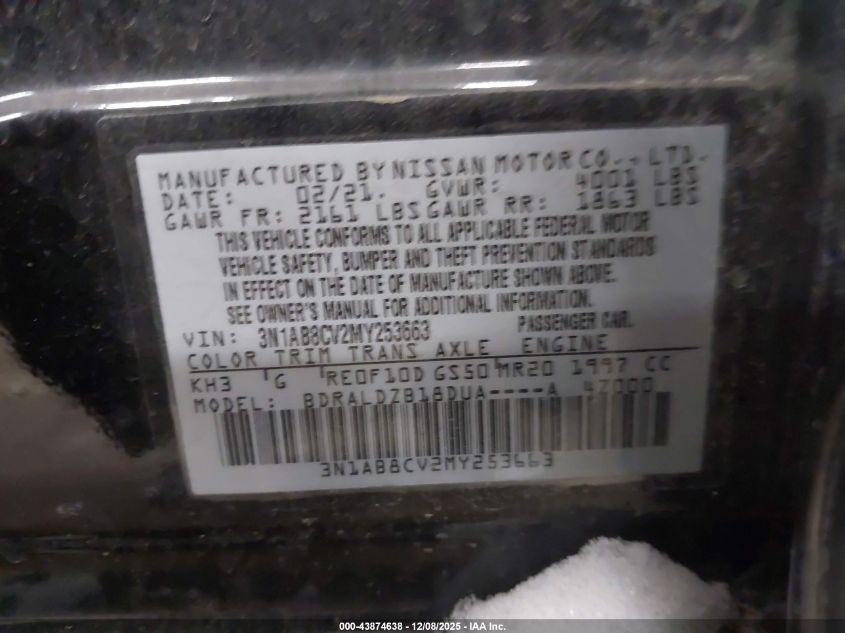 MANUFACTURED BY NISSAN MOTOR CO., LTD.
DATE: 02/21. GVWR: 4001 LBS
GAWR FR: 2161 LBS GAWR RR: 1863 LBS
THIS VEHICLE CONFORMS TO ALL APPLICABLE FEDERAL MOTOR
VEHICLE SAFETY, BUMPER AND THEFT PREVENTION STANDARDS
IN EFFECT ON THE DATE OF MANUFACTURE SHOWN ABOVE.
SEE OWNER'S MANUAL FOR ADDITIONAL INFORMATION.
VIN: 3N1AB8CV2MY253663 PASSENGER CAR.
COLOR TRIM TRANS AXLE ENGINE
KH3 G RE0F10D GS50 MR20 1997 CC
MODEL: BDRALDZB18DUA----A 47000
3N1AB8CV2MY253663
000-43874638 - 12/08/2025 - IAA Inc.